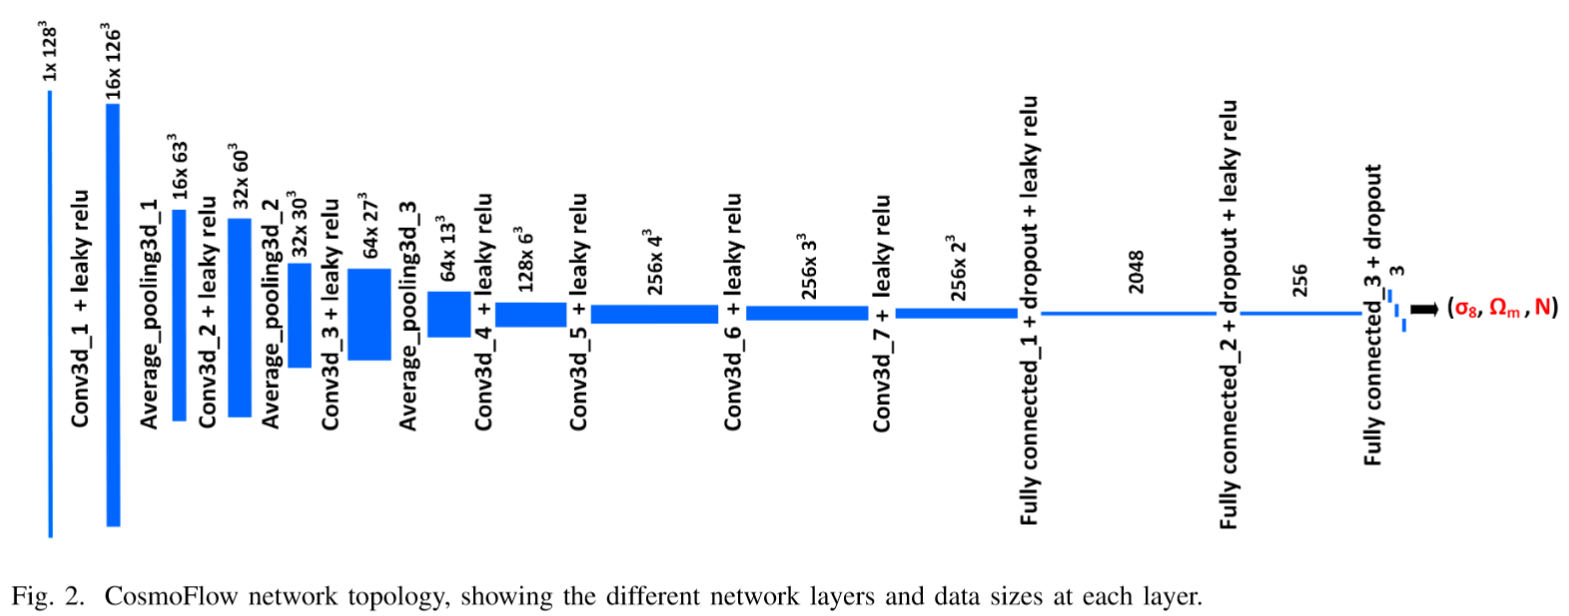 1x 128³
Conv3d_1 + leaky relu
16x 126³
Average_pooling3d_1
16x 63³
Conv3d_2 + leaky relu
32x 60³
Average_pooling3d_2
32x 30³
Conv3d_3 + leaky relu
64x 27³
Average_pooling3d_3
64x 13³
Conv3d_4 + leaky relu
128x 6³
Conv3d_5 + leaky relu
256x 4³
Conv3d_6 + leaky relu
256x 3³
Conv3d_7 + leaky relu
256x 2³
Fully connected_1 + dropout + leaky relu
2048
Fully connected_2 + dropout + leaky relu
256
Fully connected_3 + dropout
3
(σ₈, Ωₘ, N)
Fig. 2. CosmoFlow network topology, showing the different network layers and data sizes at each layer.